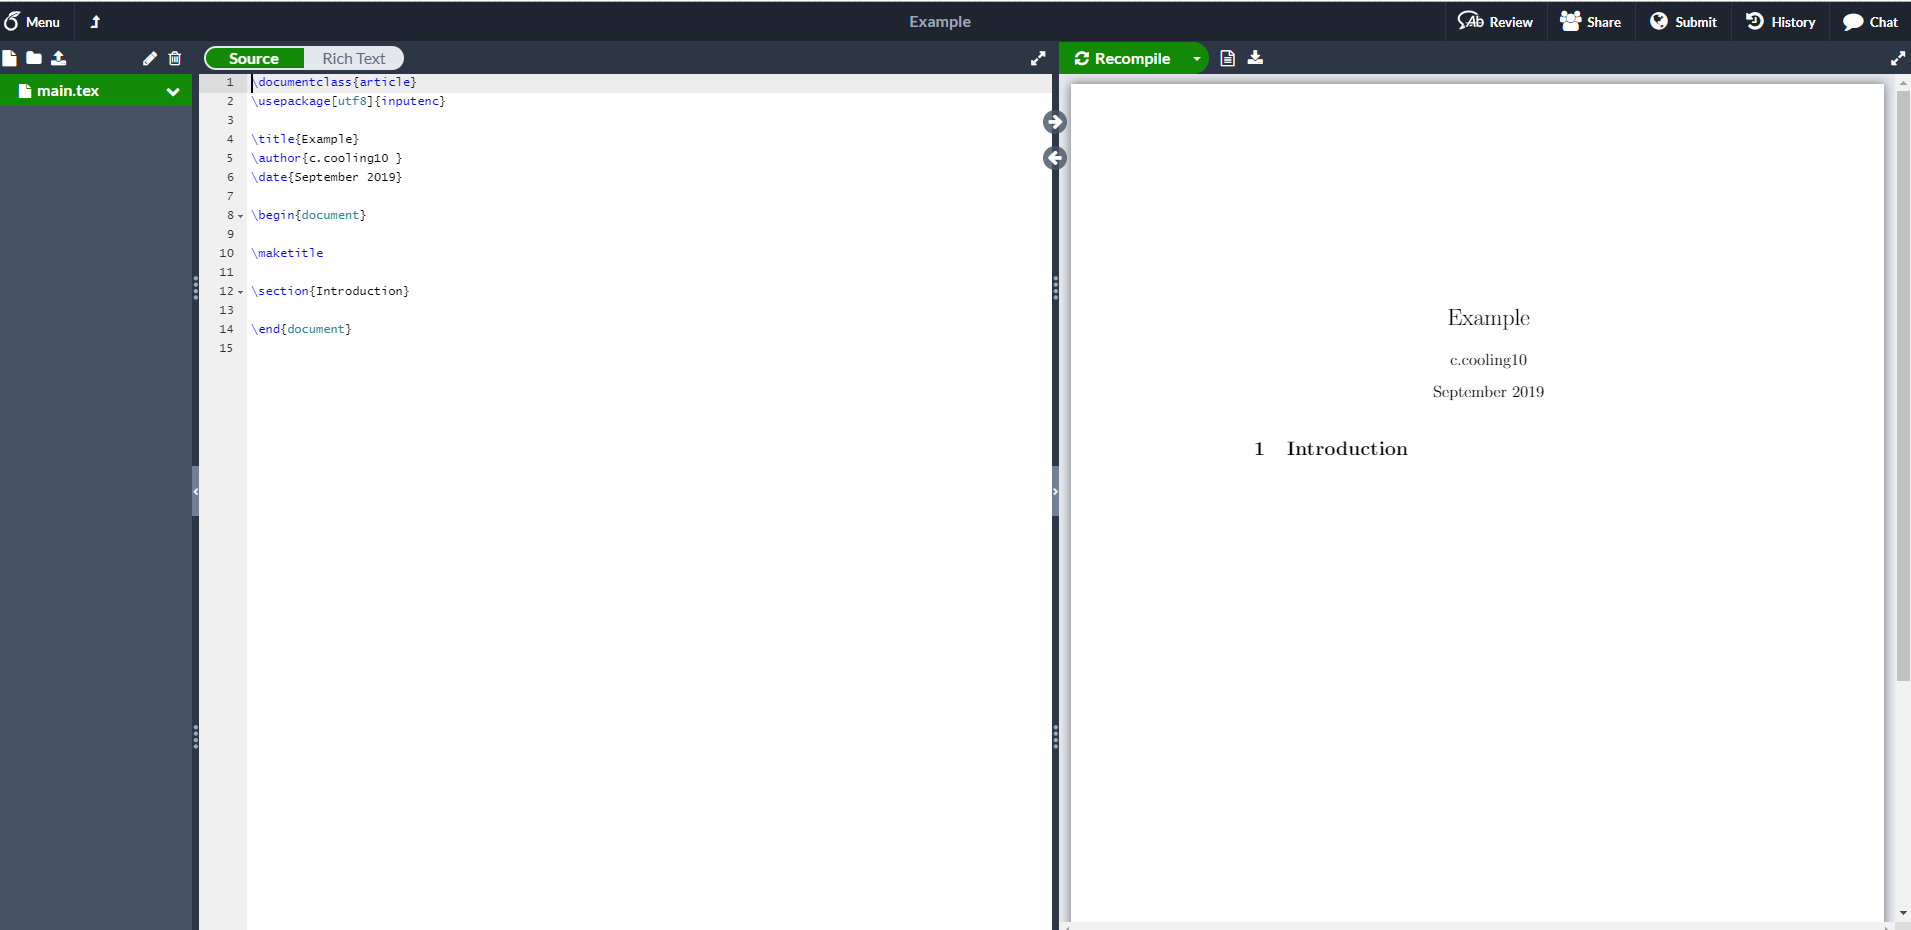 Menu
Example
Review
Share
Submit
History
Chat
Source
Rich Text
Recompile
main.tex
1 \documentclass{article}
2 \usepackage[utf8]{inputenc}
3
4 \title{Example}
5 \author{c.cooling10 }
6 \date{September 2019}
7
8 \begin{document}
9
10 \maketitle
11
12 \section{Introduction}
13
14 \end{document}
15
Example
c.cooling10
September 2019
1 Introduction